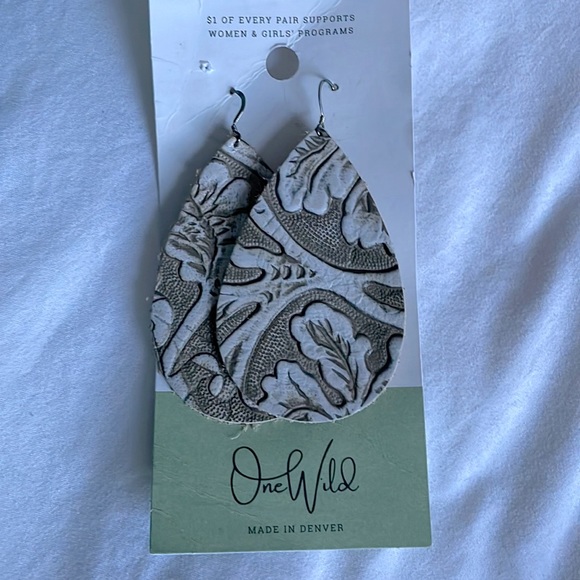 $1 OF EVERY PAIR SUPPORTS
WOMEN & GIRLS' PROGRAMS
OneWild
MADE IN DENVER